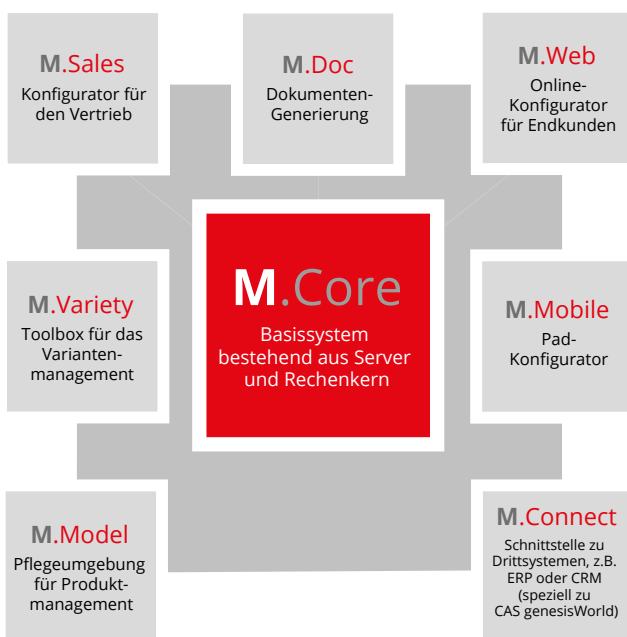 M.Sales
Konfigurator für
den Vertrieb
M.Doc
Dokumenten-
Generierung
M.Web
Online-
Konfigurator
für Endkunden
M.Variety
Toolbox für das
Varianten-
management
M.Core
Basissystem
bestehend aus Server
und Rechenkern
M.Mobile
Pad-
Konfigurator
M.Model
Pflegeumgebung
für Produkt-
management
M.Connect
Schnittstelle zu
Drittsystemen, z.B.
ERP oder CRM
(speziell zu
CAS genesisWorld)